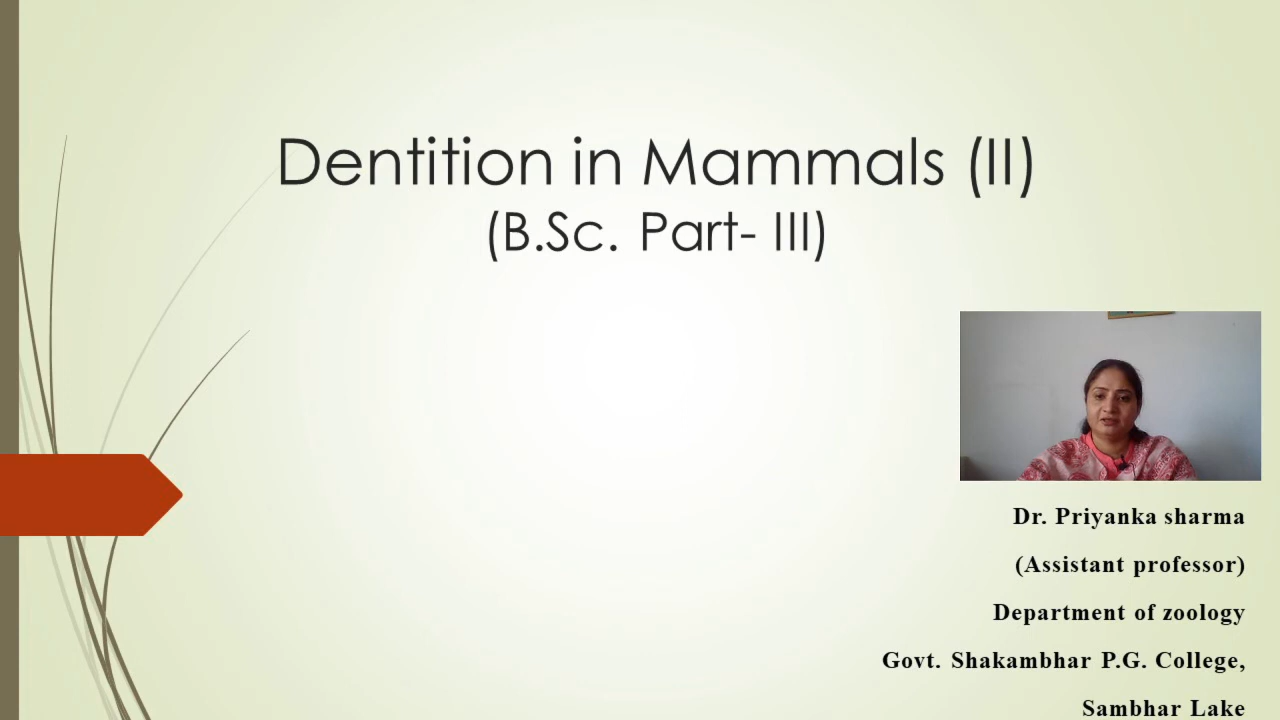 Dentition in Mammals (II)
(B.Sc. Part- III)
Dr. Priyanka sharma
(Assistant professor)
Department of zoology
Govt. Shakambhar P.G. College,
Sambhar Lake